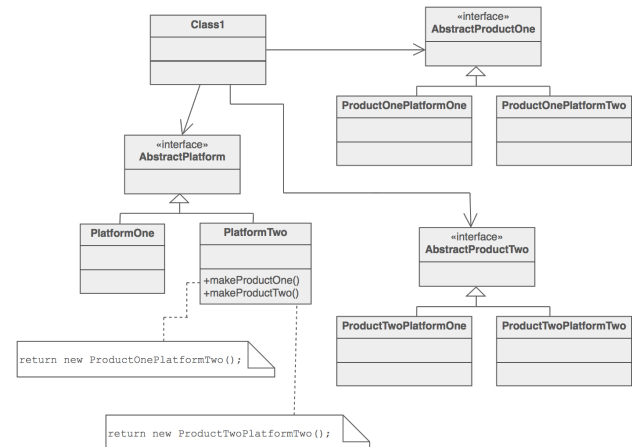 Class1
«interface»
AbstractProductOne
ProductOnePlatformOne
ProductOnePlatformTwo
«interface»
AbstractPlatform
PlatformOne
PlatformTwo
+makeProductOne()
+makeProductTwo()
«interface»
AbstractProductTwo
ProductTwoPlatformOne
ProductTwoPlatformTwo
return new ProductOnePlatformTwo();
return new ProductTwoPlatformTwo();